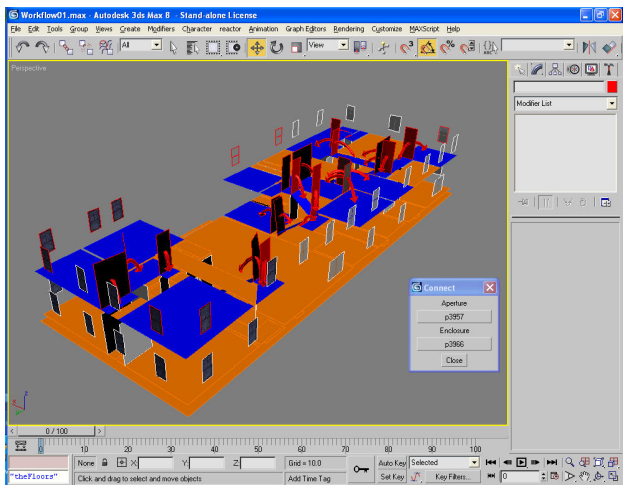 Workflow01.max - Autodesk 3ds Max 8 - Stand-alone License
File Edit Tools Group Views Create Modifiers Character reactor Animation Graph Editors Rendering Customize MAXScript Help
All
View
Perspective
Modifier List
Connect
Aperture
p3957
Enclosure
p3966
Close
0 / 100
0 10 20 30 40 50 60 70 80 90 100
None X: Y: Z: Grid = 10.0 Auto Key Selected
"theFloors" Click and drag to select and move objects Add Time Tag Set Key Key Filters... 0